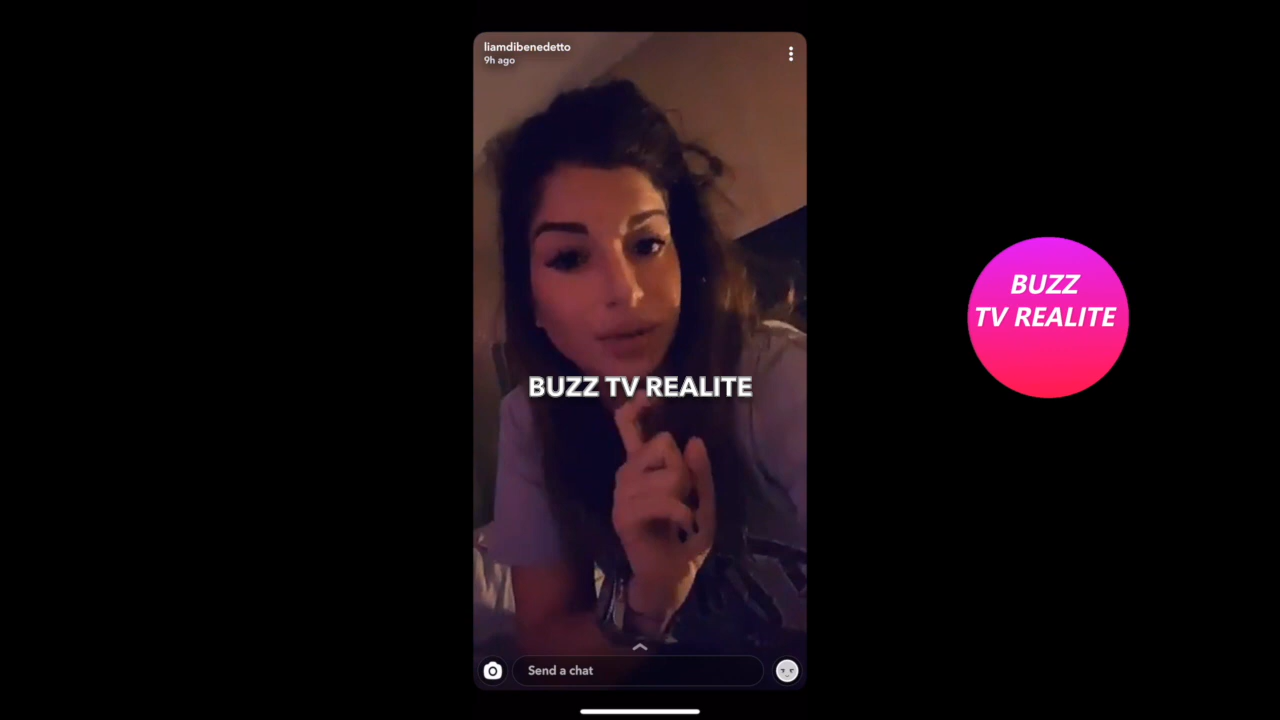 liamdibenedetto
9h ago
BUZZ
TV REALITE
BUZZ TV REALITE
Send a chat